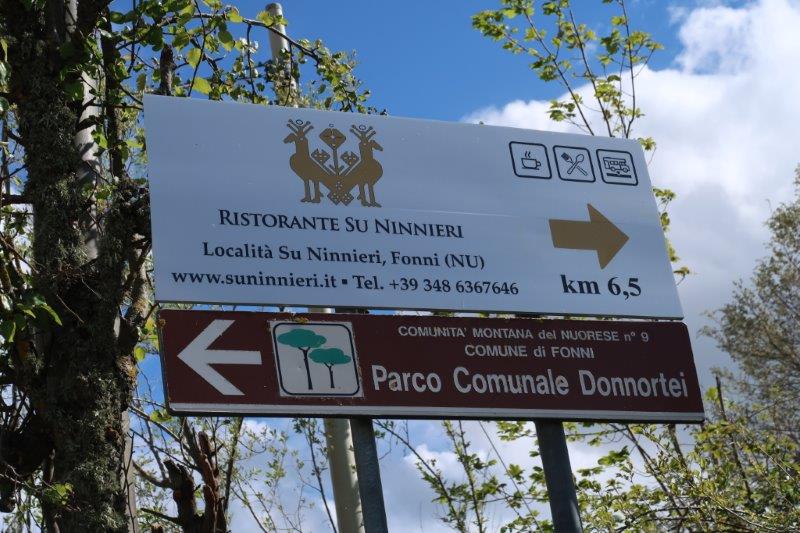 Ristorante Su Ninnieri
Località Su Ninnieri, Fonni (NU)
www.suninnieri.it ▪ Tel. +39 348 6367646
km 6,5
COMUNITA' MONTANA del NUORESE n° 9
COMUNE di FONNI
Parco Comunale Donnortei